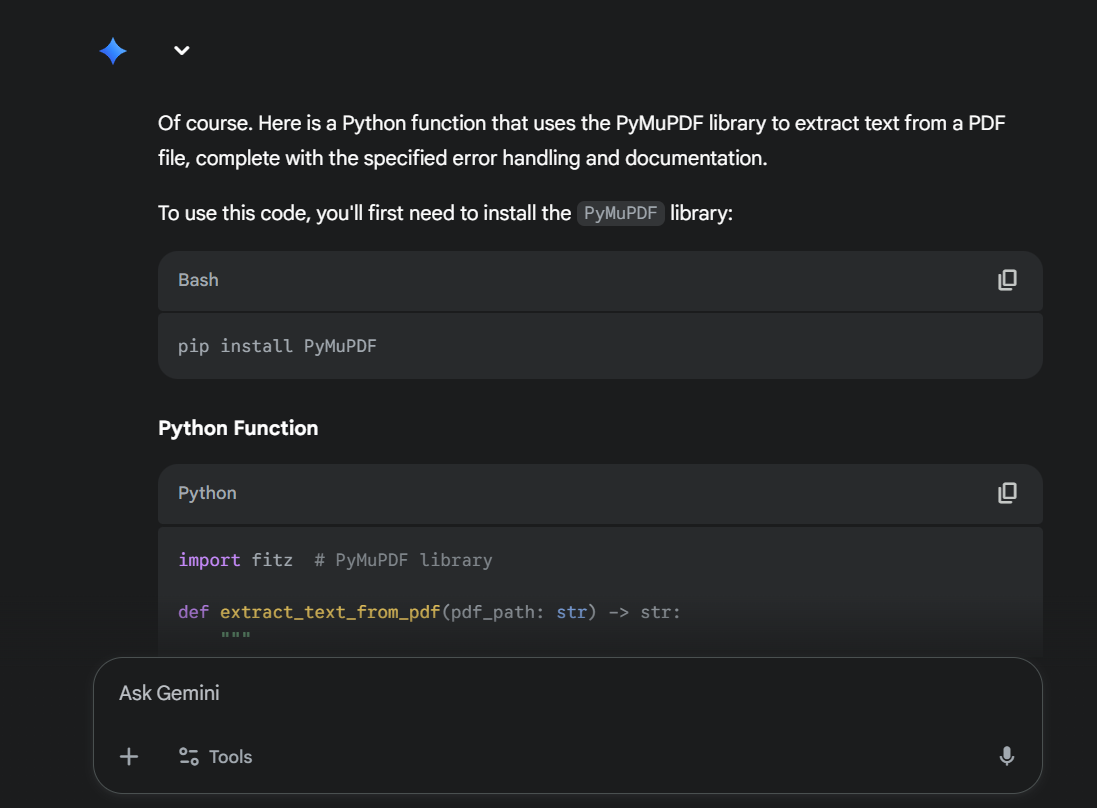 Of course. Here is a Python function that uses the PyMuPDF library to extract text from a PDF
file, complete with the specified error handling and documentation.
To use this code, you'll first need to install the PyMuPDF library:
Bash
pip install PyMuPDF
Python Function
Python
import fitz  # PyMuPDF library
def extract_text_from_pdf(pdf_path: str) -> str:
    """
Ask Gemini
Tools